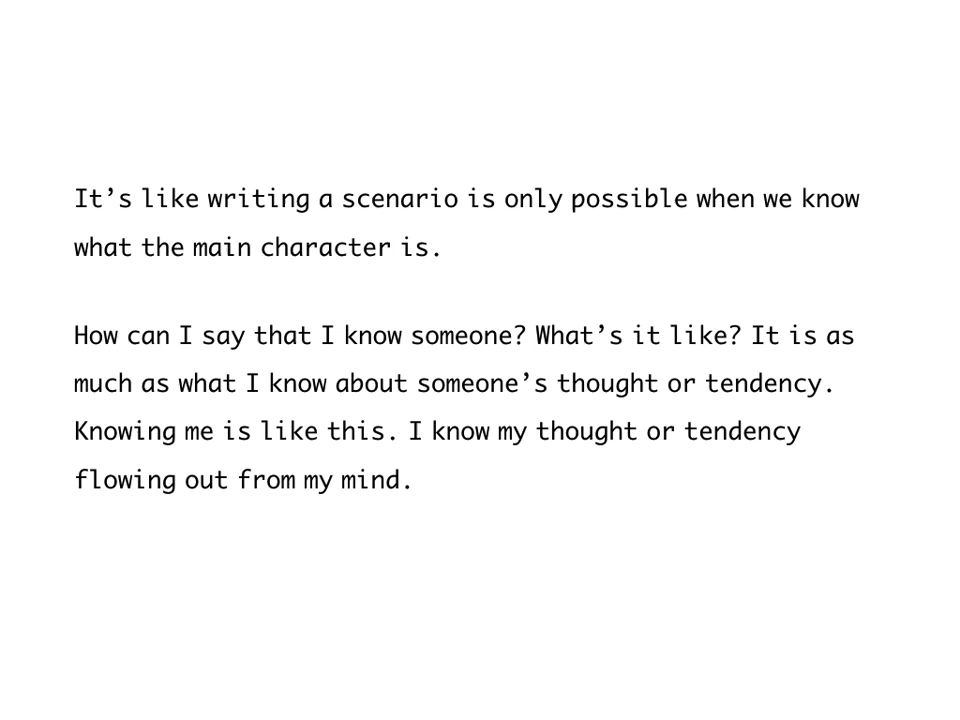 It’s like writing a scenario is only possible when we know
what the main character is.
How can I say that I know someone? What’s it like? It is as
much as what I know about someone’s thought or tendency.
Knowing me is like this. I know my thought or tendency
flowing out from my mind.